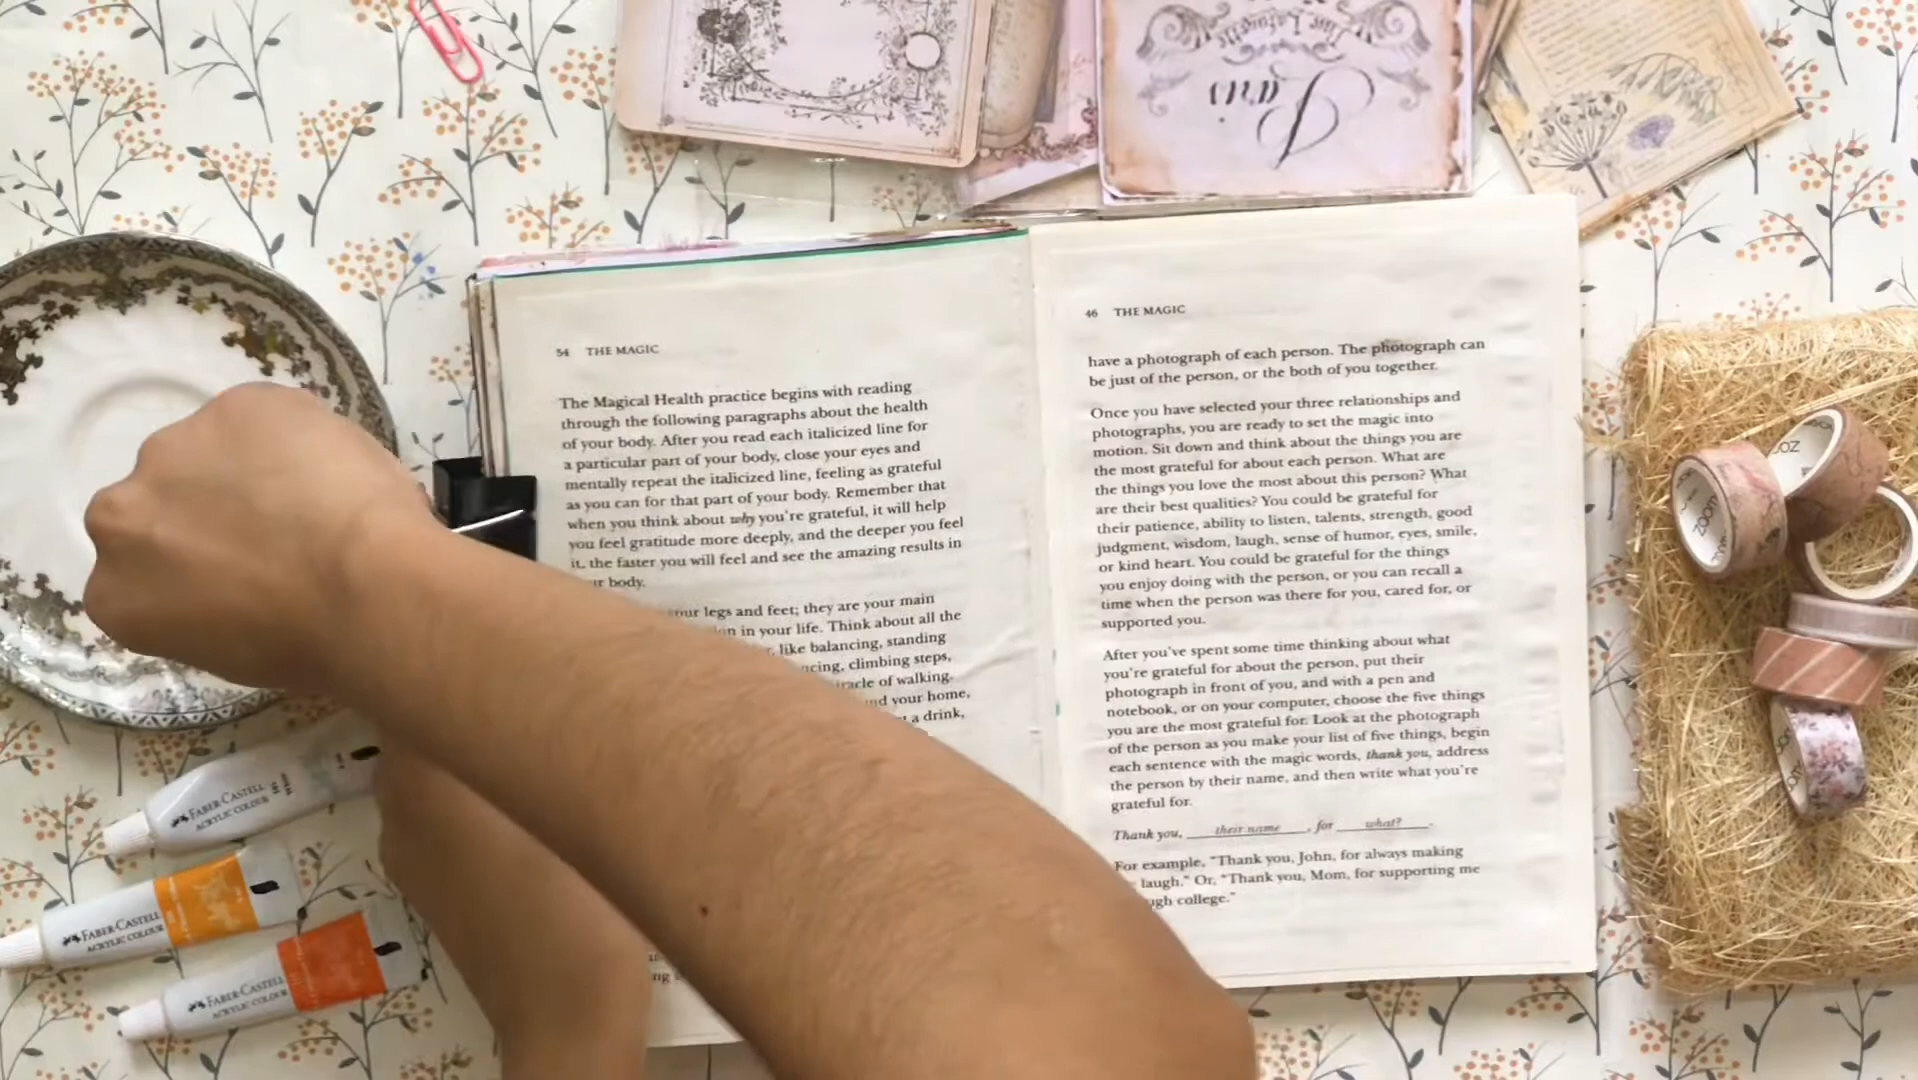 Paris
54 THE MAGIC
The Magical Health practice begins with reading
through the following paragraphs about the health
of your body. After you read each italicized line for
a particular part of your body, close your eyes and
mentally repeat the italicized line, feeling as grateful
as you can for that part of your body. Remember that
when you think about why you're grateful, it will help
you feel gratitude more deeply, and the deeper you feel
it, the faster you will feel and see the amazing results in
body.
your legs and feet; they are your main
in your life. Think about all the
like balancing, standing
climbing steps,
of walking.
and your home,
a drink,
46 THE MAGIC
have a photograph of each person. The photograph can
be just of the person, or the both of you together.
Once you have selected your three relationships and
photographs, you are ready to set the magic into
motion. Sit down and think about the things you are
the most grateful for about each person. What are
the things you love the most about this person? What
are their best qualities? You could be grateful for
their patience, ability to listen, talents, strength, good
judgment, wisdom, laugh, sense of humor, eyes, smile,
or kind heart. You could be grateful for the things
you enjoy doing with the person, or you can recall a
time when the person was there for you, cared for, or
supported you.
After you've spent some time thinking about what
you're grateful for about the person, put their
photograph in front of you, and with a pen and
notebook, or on your computer, choose the five things
you are the most grateful for. Look at the photograph
of the person as you make your list of five things, begin
each sentence with the magic words, thank you, address
the person by their name, and then write what you're
grateful for.
Thank you, their name, for what?.
For example, "Thank you, John, for always making
laugh." Or, "Thank you, Mom, for supporting me
college."
FABER-CASTELL
ACRYLIC COLOUR
FABER-CASTELL
ACRYLIC COLOUR
FABER-CASTELL
ACRYLIC COLOUR